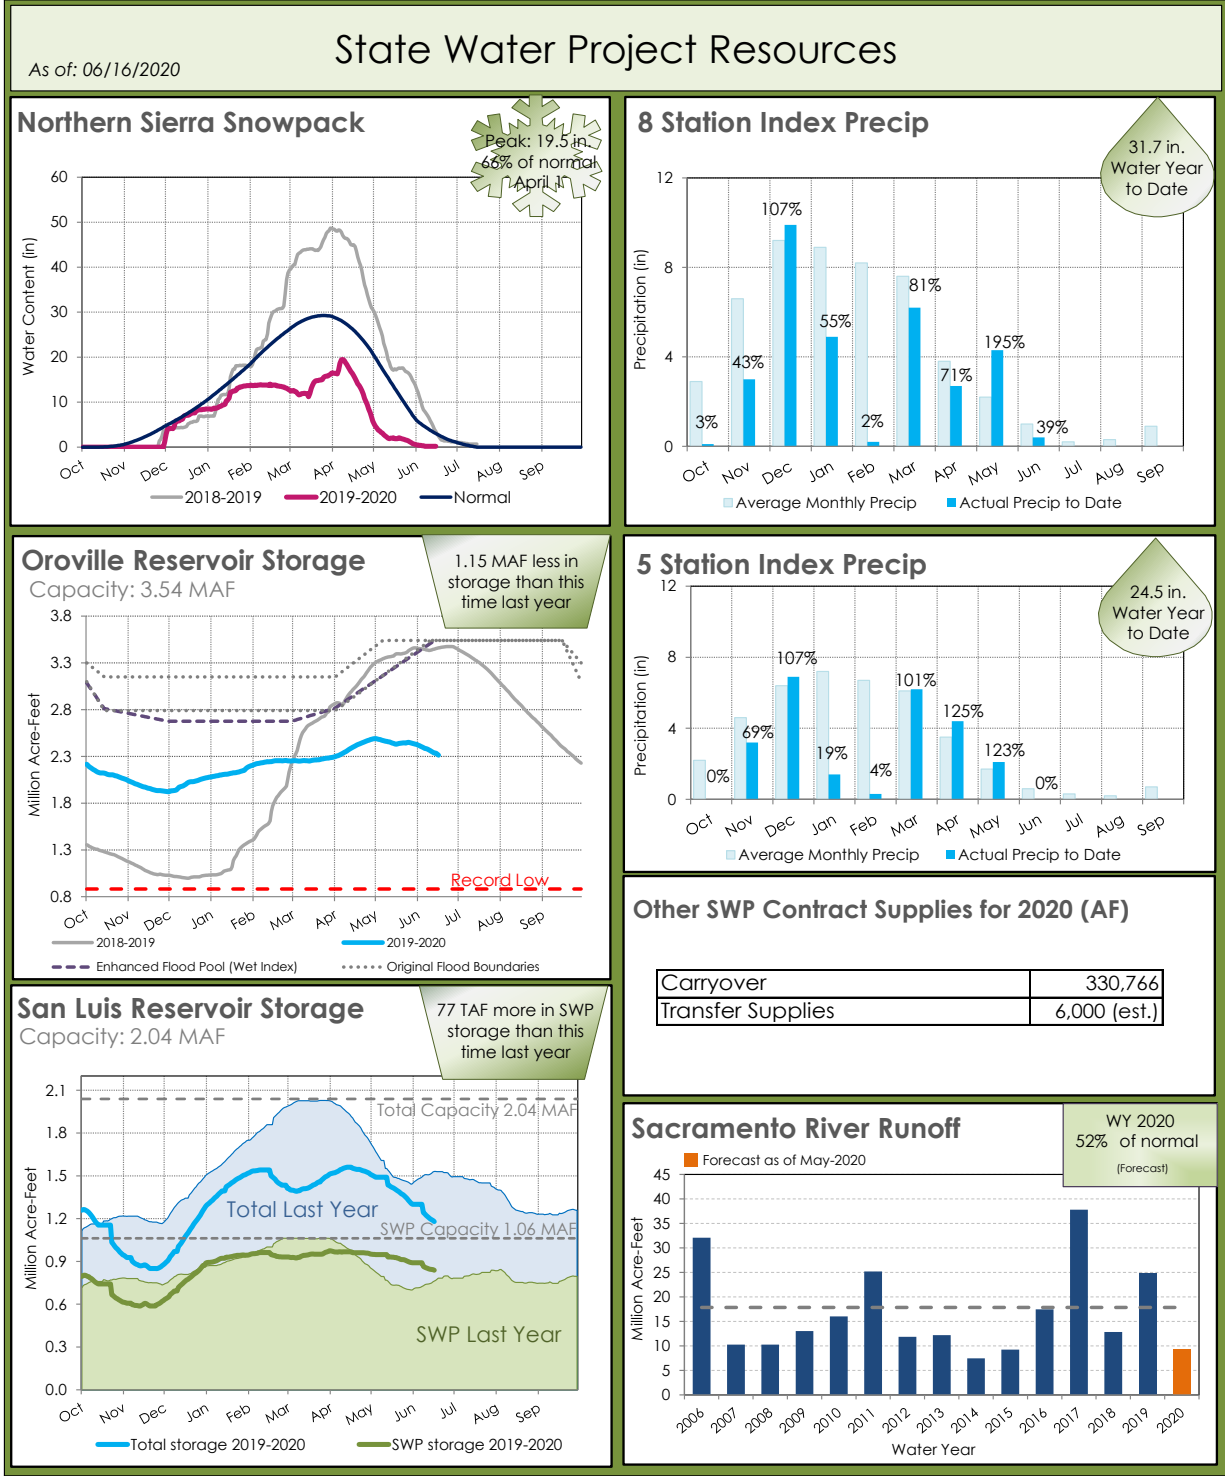 State Water Project Resources
As of: 06/16/2020
Northern Sierra Snowpack
Peak: 19.5 in.
66% of normal
April 1
60
50
40
30
20
10
0
Water Content (in)
Oct Nov Dec Jan Feb Mar Apr May Jun Jul Aug Sep
2018-2019 2019-2020 Normal
8 Station Index Precip
31.7 in.
Water Year
to Date
12
8
4
0
Precipitation (in)
3% 43% 107% 55% 2% 81% 71% 195% 39%
Oct Nov Dec Jan Feb Mar Apr May Jun Jul Aug Sep
Average Monthly Precip Actual Precip to Date
Oroville Reservoir Storage
Capacity: 3.54 MAF
1.15 MAF less in
storage than this
time last year
3.8
3.3
2.8
2.3
1.8
1.3
0.8
Million Acre-Feet
Record Low
Oct Nov Dec Jan Feb Mar Apr May Jun Jul Aug Sep
2018-2019 2019-2020
Enhanced Flood Pool (Wet Index) Original Flood Boundaries
5 Station Index Precip
24.5 in.
Water Year
to Date
12
8
4
0
Precipitation (in)
0% 69% 107% 19% 4% 101% 125% 123% 0%
Oct Nov Dec Jan Feb Mar Apr May Jun Jul Aug Sep
Average Monthly Precip Actual Precip to Date
Other SWP Contract Supplies for 2020 (AF)
Carryover 330,766
Transfer Supplies 6,000 (est.)
San Luis Reservoir Storage
Capacity: 2.04 MAF
77 TAF more in SWP
storage than this
time last year
2.1
1.8
1.5
1.2
0.9
0.6
0.3
0.0
Million Acre-Feet
Total Capacity 2.04 MAF
Total Last Year
SWP Capacity 1.06 MAF
SWP Last Year
Oct Nov Dec Jan Feb Mar Apr May Jun Jul Aug Sep
Total storage 2019-2020 SWP storage 2019-2020
Sacramento River Runoff
WY 2020
52% of normal
(Forecast)
Forecast as of May-2020
45
40
35
30
25
20
15
10
5
0
Million Acre-Feet
2006 2007 2008 2009 2010 2011 2012 2013 2014 2015 2016 2017 2018 2019 2020
Water Year